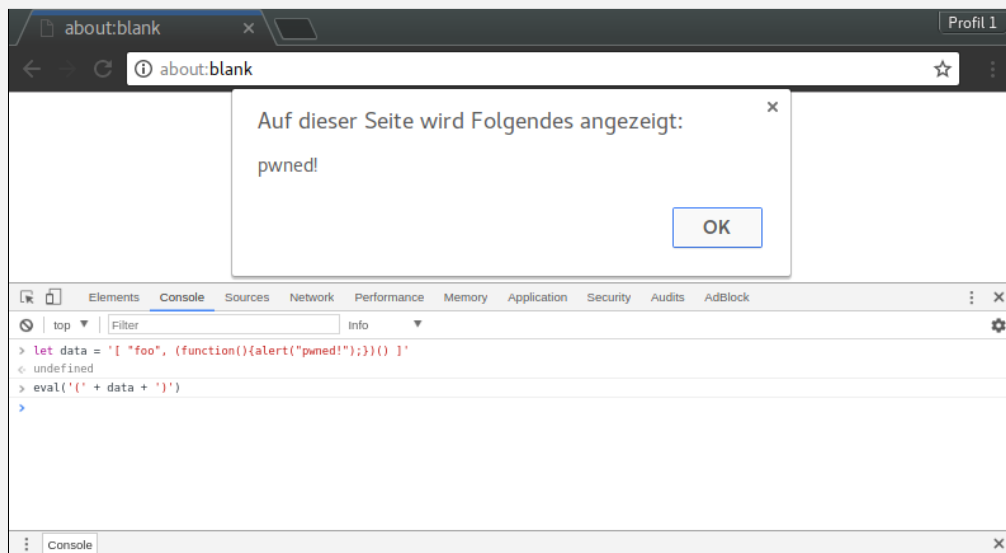 about:blank
Profil 1
about:blank
Auf dieser Seite wird Folgendes angezeigt:
pwned!
OK
Elements Console Sources Network Performance Memory Application Security Audits AdBlock
top Filter Info
> let data = '[ "foo", (function(){alert("pwned!");})() ]'
< undefined
> eval('(' + data + ')')
>
Console